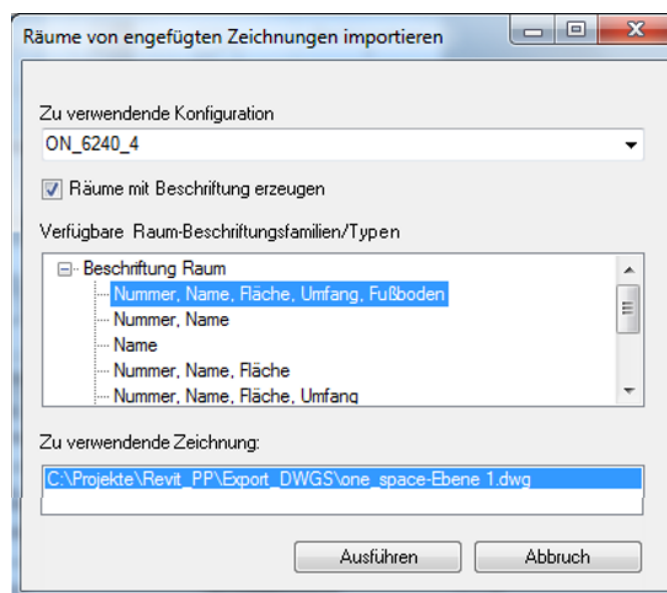 Räume von engefügten Zeichnungen importieren
Zu verwendende Konfiguration
ON_6240_4
Räume mit Beschriftung erzeugen
Verfügbare Raum-Beschriftungsfamilien/Typen
Beschriftung Raum
Nummer, Name, Fläche, Umfang, Fußboden
Nummer, Name
Name
Nummer, Name, Fläche
Nummer, Name, Fläche, Umfang
Zu verwendende Zeichnung:
C:\Projekte\Revit_PP\Export_DWGS\one_space-Ebene 1.dwg
Ausführen
Abbruch